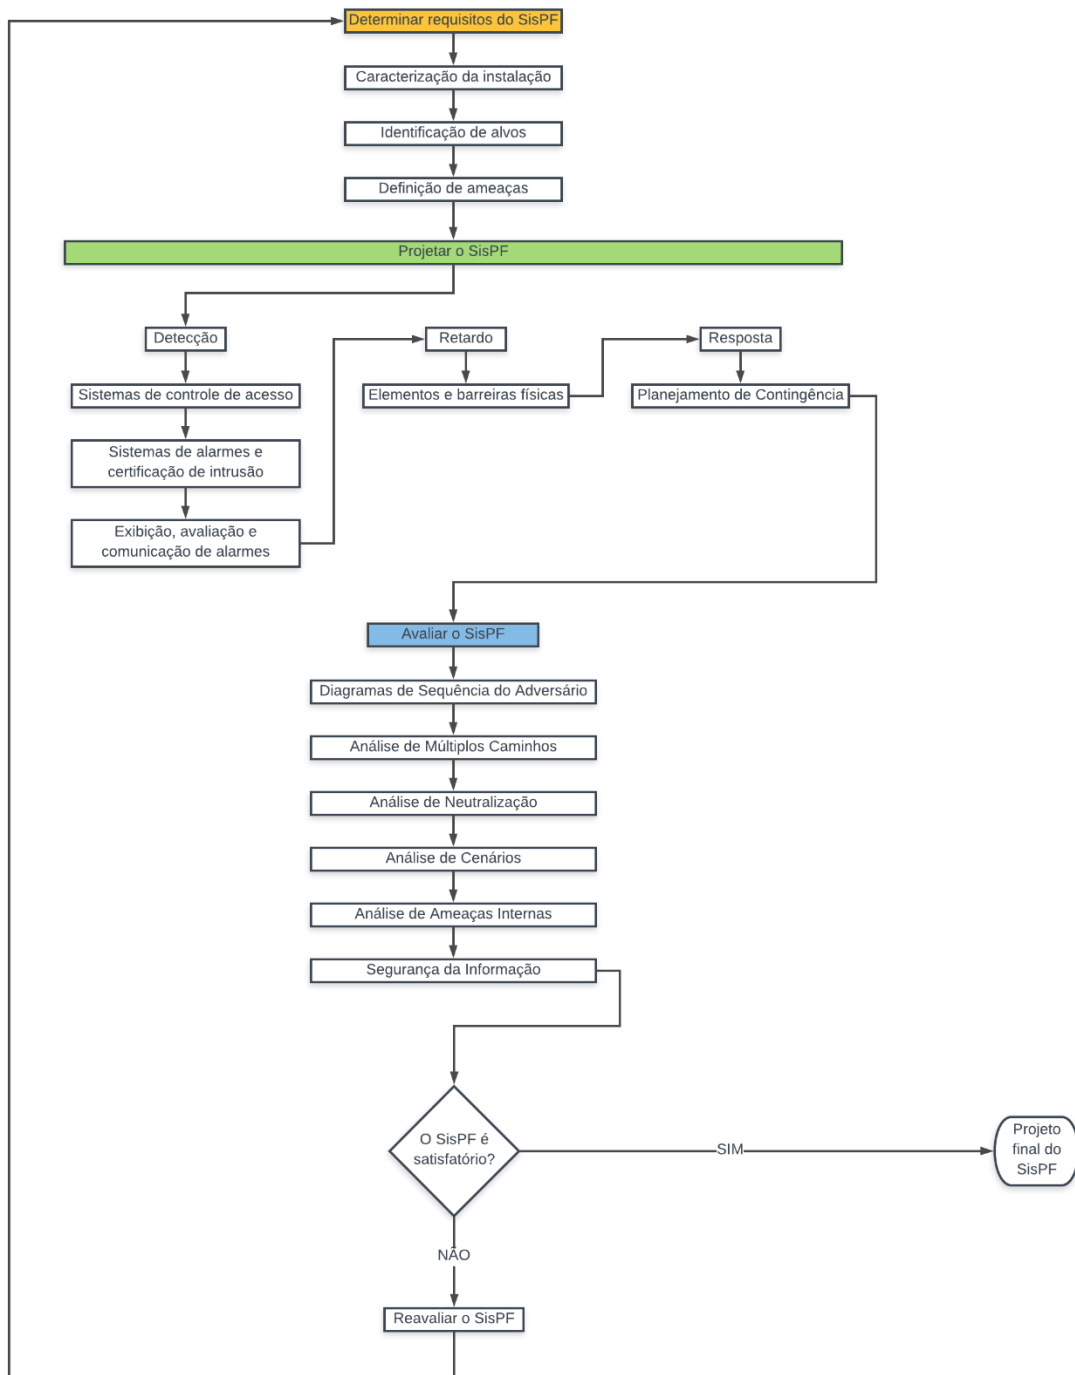 Determinar requisitos do SisPF
Caracterização da instalação
Identificação de alvos
Definição de ameaças
Projetar o SisPF
Detecção
Retardo
Resposta
Sistemas de controle de acesso
Elementos e barreiras físicas
Planejamento de Contingência
Sistemas de alarmes e
certificação de intrusão
Exibição, avaliação e
comunicação de alarmes
Avaliar o SisPF
Diagramas de Sequência do Adversário
Análise de Múltiplos Caminhos
Análise de Neutralização
Análise de Cenários
Análise de Ameaças Internas
Segurança da Informação
O SisPF é
satisfatório?
SIM
Projeto
final do
SisPF
NÃO
Reavaliar o SisPF